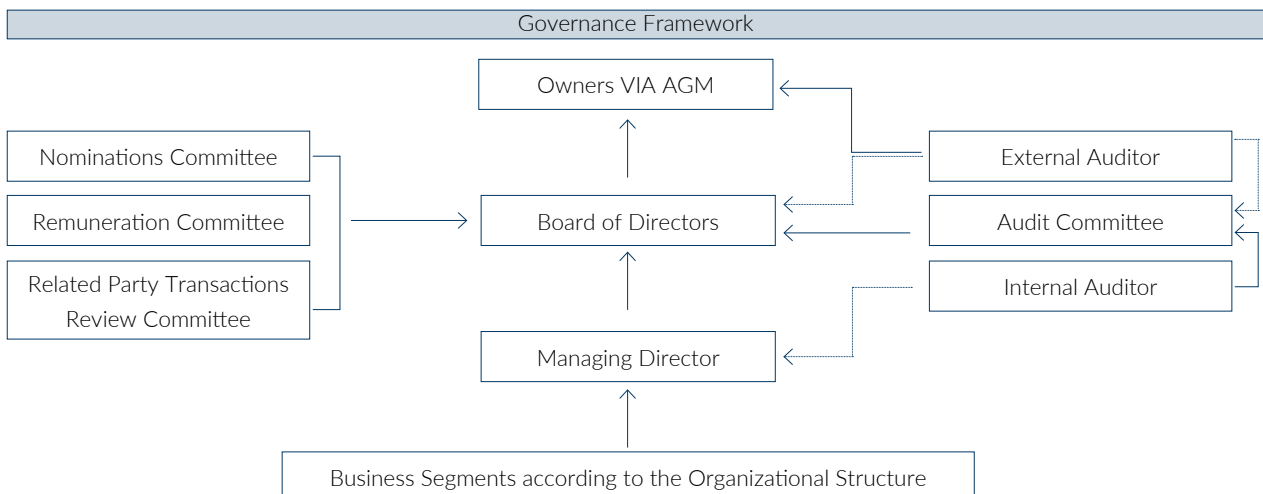 Governance Framework
Owners VIA AGM
Nominations Committee
External Auditor
Remuneration Committee
Board of Directors
Audit Committee
Related Party Transactions
Review Committee
Internal Auditor
Managing Director
Business Segments according to the Organizational Structure